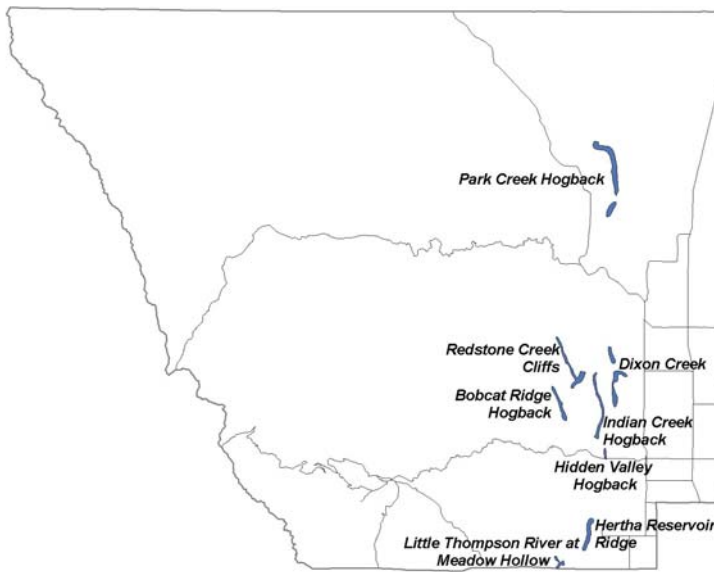 Park Creek Hogback
Redstone Creek
Cliffs
Dixon Creek
Bobcat Ridge
Hogback
Indian Creek
Hogback
Hidden Valley
Hogback
Hertha Reservoir
Ridge
Little Thompson River at
Meadow Hollow